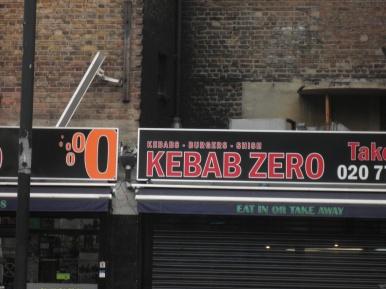 KEBABS - BURGERS - SHISH
KEBAB ZERO
Take
020 7
EAT IN OR TAKE AWAY